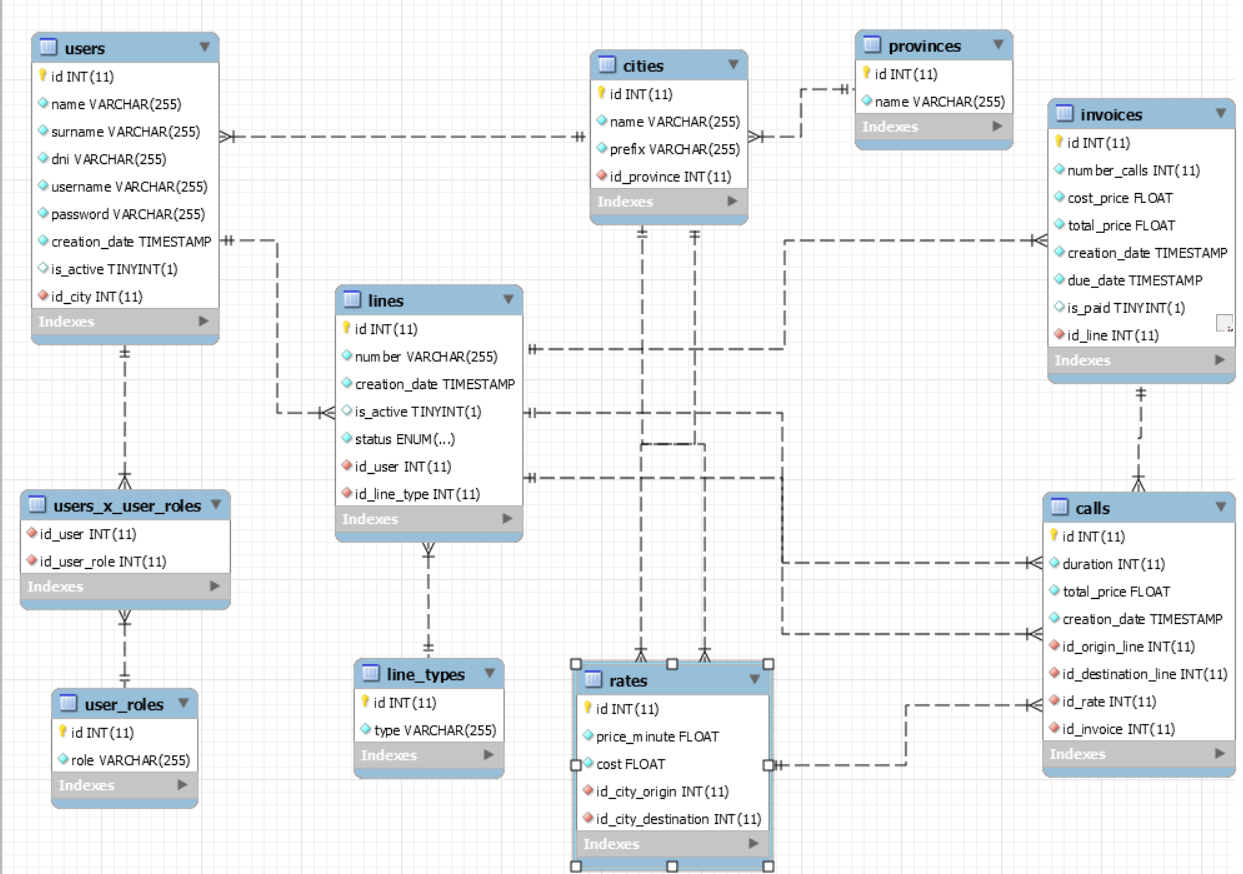 users
id INT(11)
name VARCHAR(255)
surname VARCHAR(255)
dni VARCHAR(255)
username VARCHAR(255)
password VARCHAR(255)
creation_date TIMESTAMP
is_active TINYINT(1)
id_city INT(11)
Indexes
cities
id INT(11)
name VARCHAR(255)
prefix VARCHAR(255)
id_province INT(11)
Indexes
provinces
id INT(11)
name VARCHAR(255)
Indexes
invoices
id INT(11)
number_calls INT(11)
cost_price FLOAT
total_price FLOAT
creation_date TIMESTAMP
due_date TIMESTAMP
is_paid TINYINT(1)
id_line INT(11)
Indexes
lines
id INT(11)
number VARCHAR(255)
creation_date TIMESTAMP
is_active TINYINT(1)
status ENUM(...)
id_user INT(11)
id_line_type INT(11)
Indexes
users_x_user_roles
id_user INT(11)
id_user_role INT(11)
Indexes
calls
id INT(11)
duration INT(11)
total_price FLOAT
creation_date TIMESTAMP
id_origin_line INT(11)
id_destination_line INT(11)
id_rate INT(11)
id_invoice INT(11)
Indexes
user_roles
id INT(11)
role VARCHAR(255)
Indexes
line_types
id INT(11)
type VARCHAR(255)
Indexes
rates
id INT(11)
price_minute FLOAT
cost FLOAT
id_city_origin INT(11)
id_city_destination INT(11)
Indexes